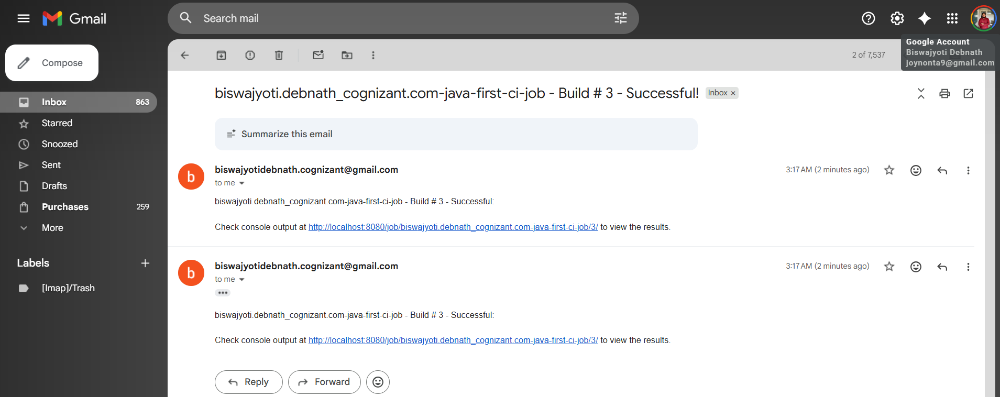 Gmail
Search mail
Google Account
Biswajyoti Debnath
joynonta9@gmail.com
Compose
2 of 7,537
Inbox 863
Starred
Snoozed
Sent
Drafts
Purchases 259
More
Labels +
[Imap]/Trash
biswajyoti.debnath_cognizant.com-java-first-ci-job - Build # 3 - Successful! Inbox ×
Summarize this email
b
biswajyotidebnath.cognizant@gmail.com 3:17 AM (2 minutes ago)
to me
biswajyoti.debnath_cognizant.com-java-first-ci-job - Build # 3 - Successful:
Check console output at http://localhost:8080/job/biswajyoti.debnath_cognizant.com-java-first-ci-job/3/ to view the results.
b
biswajyotidebnath.cognizant@gmail.com 3:17 AM (2 minutes ago)
to me
•••
biswajyoti.debnath_cognizant.com-java-first-ci-job - Build # 3 - Successful:
Check console output at http://localhost:8080/job/biswajyoti.debnath_cognizant.com-java-first-ci-job/3/ to view the results.
Reply Forward